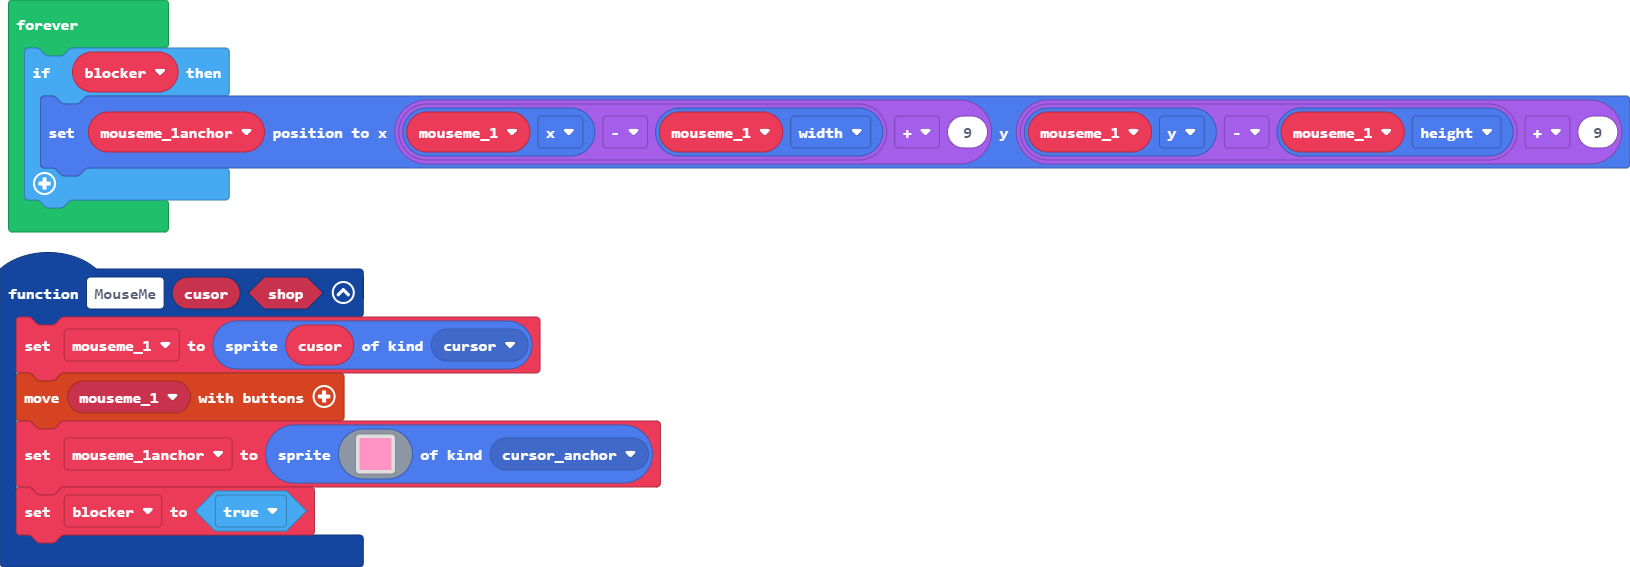 forever
if blocker then
set mouseme_1anchor position to x mouseme_1 x - mouseme_1 width + 9 y mouseme_1 y - mouseme_1 height + 9
function MouseMe cusor shop
set mouseme_1 to sprite cusor of kind cursor
move mouseme_1 with buttons
set mouseme_1anchor to sprite of kind cursor_anchor
set blocker to true